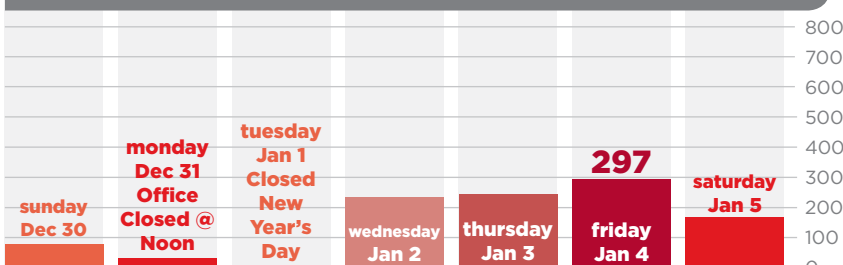 800
700
600
500
400
300
200
100
0
sunday
Dec 30
monday
Dec 31
Office
Closed @
Noon
tuesday
Jan 1
Closed
New
Year's
Day
wednesday
Jan 2
thursday
Jan 3
297
friday
Jan 4
saturday
Jan 5